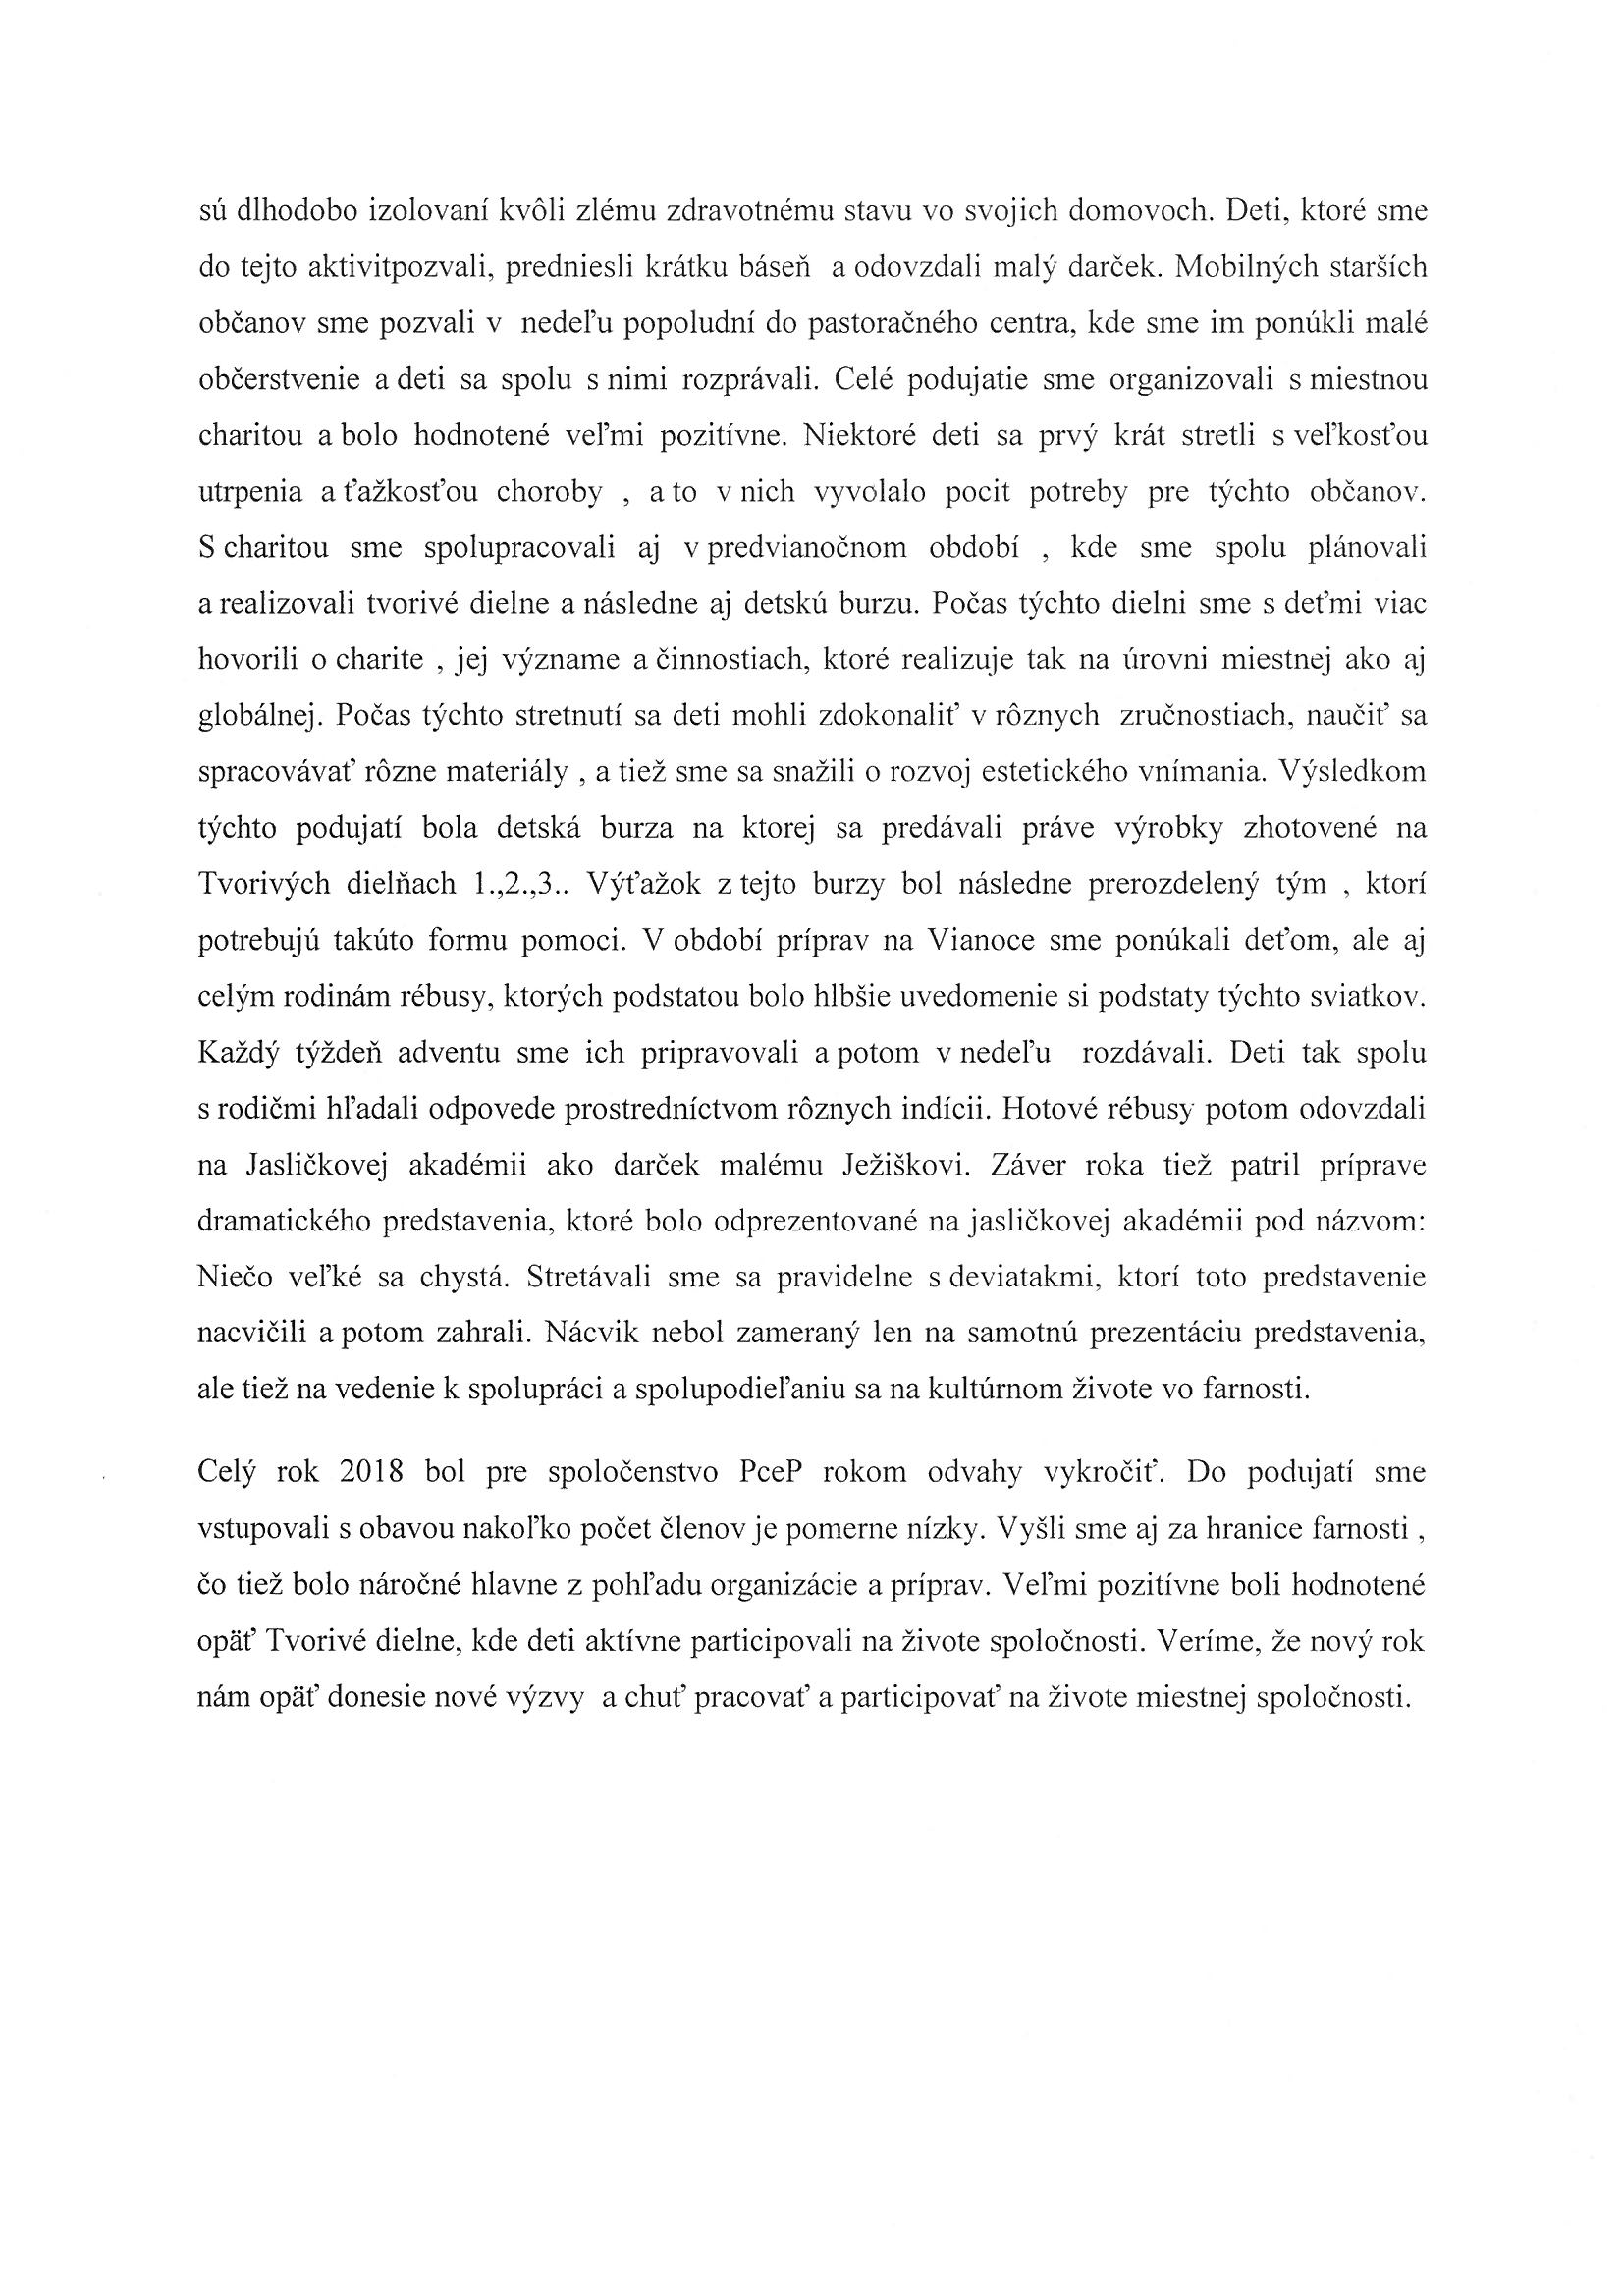 sú dlhodobo izolovaní kvôli zlému zdravotnému stavu vo svojich domovoch. Deti, ktoré sme
do tejto aktivitpozvali, predniesli krátku báseň a odovzdali malý darček. Mobilných starších
občanov sme pozvali v nedeľu popoludní do pastoračného centra, kde sme im ponúkli malé
občerstvenie a deti sa spolu s nimi rozprávali. Celé podujatie sme organizovali s miestnou
charitou a bolo hodnotené veľmi pozitívne. Niektoré deti sa prvý krát stretli s veľkosťou
utrpenia a ťažkosťou choroby , a to v nich vyvolalo pocit potreby pre týchto občanov.
S charitou sme spolupracovali aj v predvianočnom období , kde sme spolu plánovali
a realizovali tvorivé dielne a následne aj detskú burzu. Počas týchto dielni sme s deťmi viac
hovorili o charite , jej význame a činnostiach, ktoré realizuje tak na úrovni miestnej ako aj
globálnej. Počas týchto stretnutí sa deti mohli zdokonaliť v rôznych zručnostiach, naučiť sa
spracovávať rôzne materiály , a tiež sme sa snažili o rozvoj estetického vnímania. Výsledkom
týchto podujatí bola detská burza na ktorej sa predávali práve výrobky zhotovené na
Tvorivých dielňach 1.,2.,3.. Výťažok z tejto burzy bol následne prerozdelený tým , ktorí
potrebujú takúto formu pomoci. V období príprav na Vianoce sme ponúkali deťom, ale aj
celým rodinám rébusy, ktorých podstatou bolo hlbšie uvedomenie si podstaty týchto sviatkov.
Každý týždeň adventu sme ich pripravovali a potom v nedeľu rozdávali. Deti tak spolu
s rodičmi hľadali odpovede prostredníctvom rôznych indícii. Hotové rébusy potom odovzdali
na Jasličkovej akadémii ako darček malému Ježiškovi. Záver roka tiež patril príprave
dramatického predstavenia, ktoré bolo odprezentované na jasličkovej akadémii pod názvom:
Niečo veľké sa chystá. Stretávali sme sa pravidelne s deviatakmi, ktorí toto predstavenie
nacvičili a potom zahrali. Nácvik nebol zameraný len na samotnú prezentáciu predstavenia,
ale tiež na vedenie k spolupráci a spolupodieľaniu sa na kultúrnom živote vo farnosti.
Celý rok 2018 bol pre spoločenstvo PceP rokom odvahy vykročiť. Do podujatí sme
vstupovali s obavou nakoľko počet členov je pomerne nízky. Vyšli sme aj za hranice farnosti ,
čo tiež bolo náročné hlavne z pohľadu organizácie a príprav. Veľmi pozitívne boli hodnotené
opäť Tvorivé dielne, kde deti aktívne participovali na živote spoločnosti. Veríme, že nový rok
nám opäť donesie nové výzvy a chuť pracovať a participovať na živote miestnej spoločnosti.